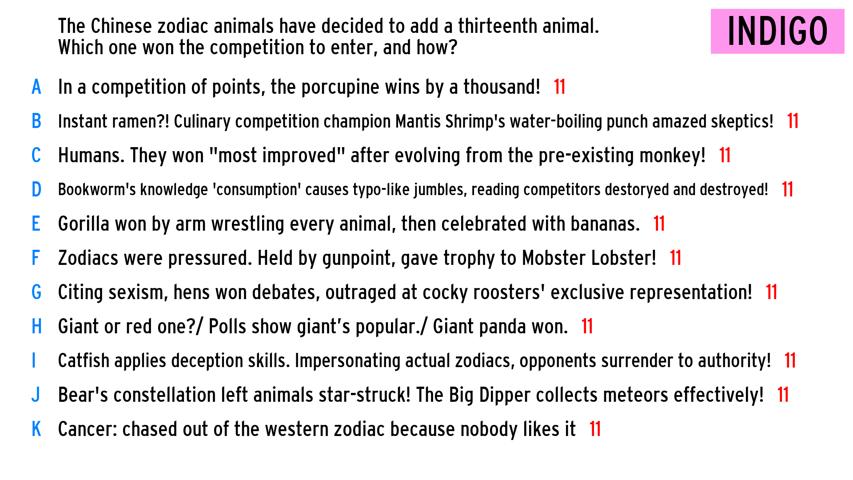 The Chinese zodiac animals have decided to add a thirteenth animal.
Which one won the competition to enter, and how?
INDIGO
A In a competition of points, the porcupine wins by a thousand! 11
B Instant ramen?! Culinary competition champion Mantis Shrimp's water-boiling punch amazed skeptics! 11
C Humans. They won "most improved" after evolving from the pre-existing monkey! 11
D Bookworm's knowledge 'consumption' causes typo-like jumbles, reading competitors destoryed and destroyed! 11
E Gorilla won by arm wrestling every animal, then celebrated with bananas. 11
F Zodiacs were pressured. Held by gunpoint, gave trophy to Mobster Lobster! 11
G Citing sexism, hens won debates, outraged at cocky roosters' exclusive representation! 11
H Giant or red one?/ Polls show giant's popular./ Giant panda won. 11
I Catfish applies deception skills. Impersonating actual zodiacs, opponents surrender to authority! 11
J Bear's constellation left animals star-struck! The Big Dipper collects meteors effectively! 11
K Cancer: chased out of the western zodiac because nobody likes it 11